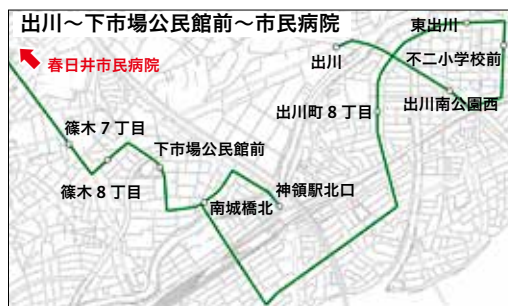 出川~下市場公民館前~市民病院
春日井市民病院
東出川
出川
不二小学校前
出川南公園西
出川町8丁目
篠木7丁目
下市場公民館前
篠木8丁目
神領駅北口
南城橋北